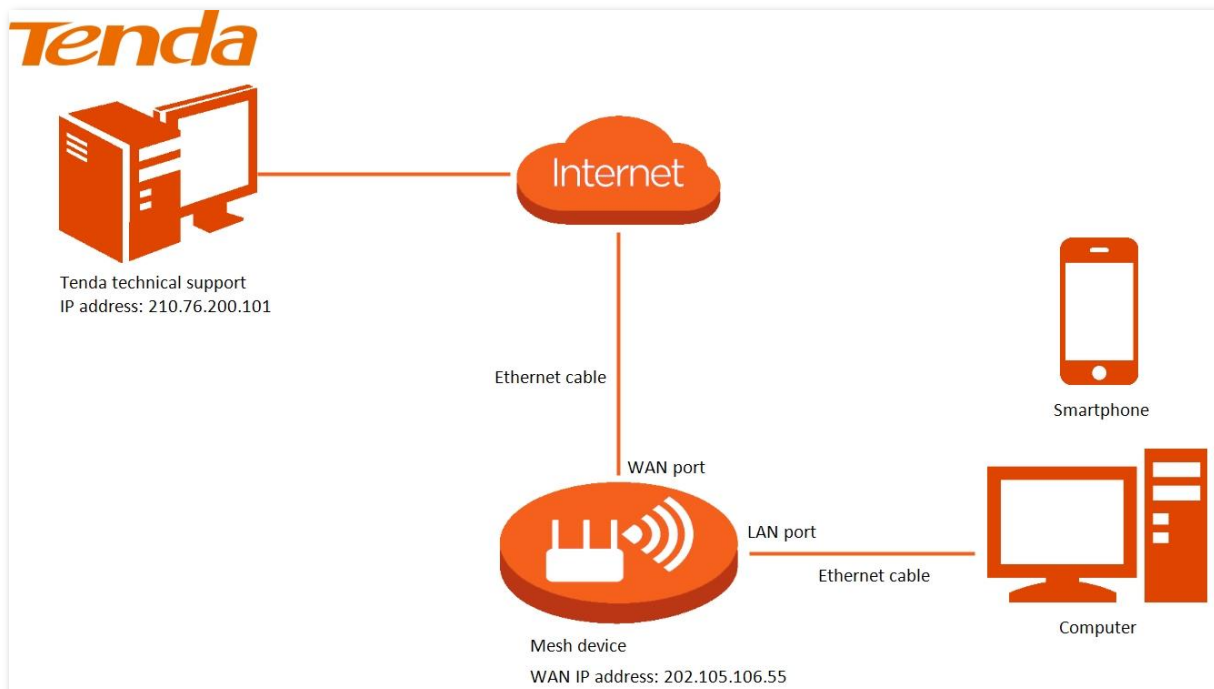 Tenda
Internet
Tenda technical support
IP address: 210.76.200.101
Ethernet cable
Smartphone
WAN port
LAN port
Ethernet cable
Computer
Mesh device
WAN IP address: 202.105.106.55